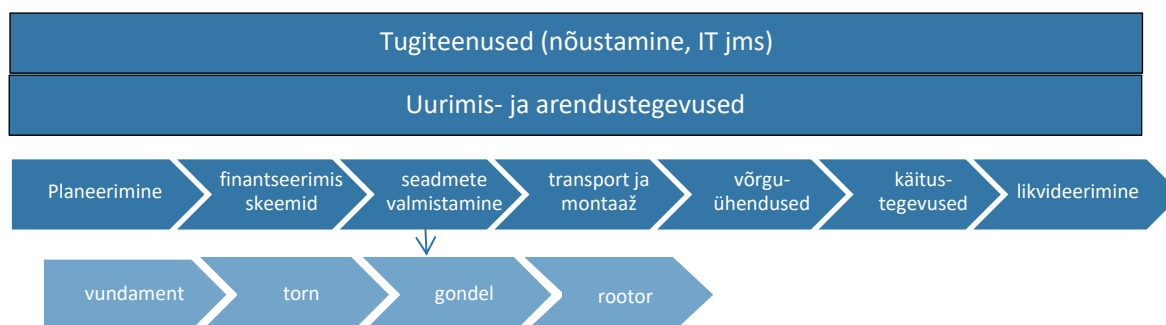 Tugiteenused (nõustamine, IT jms)
Uurimis- ja arendustegevused
Planeerimine
finantseerimis
skeemid
seadmete
valmistamine
transport ja
montaaž
võrgu-
ühendused
käitus-
tegevused
likvideerimine
vundament
torn
gondel
rootor